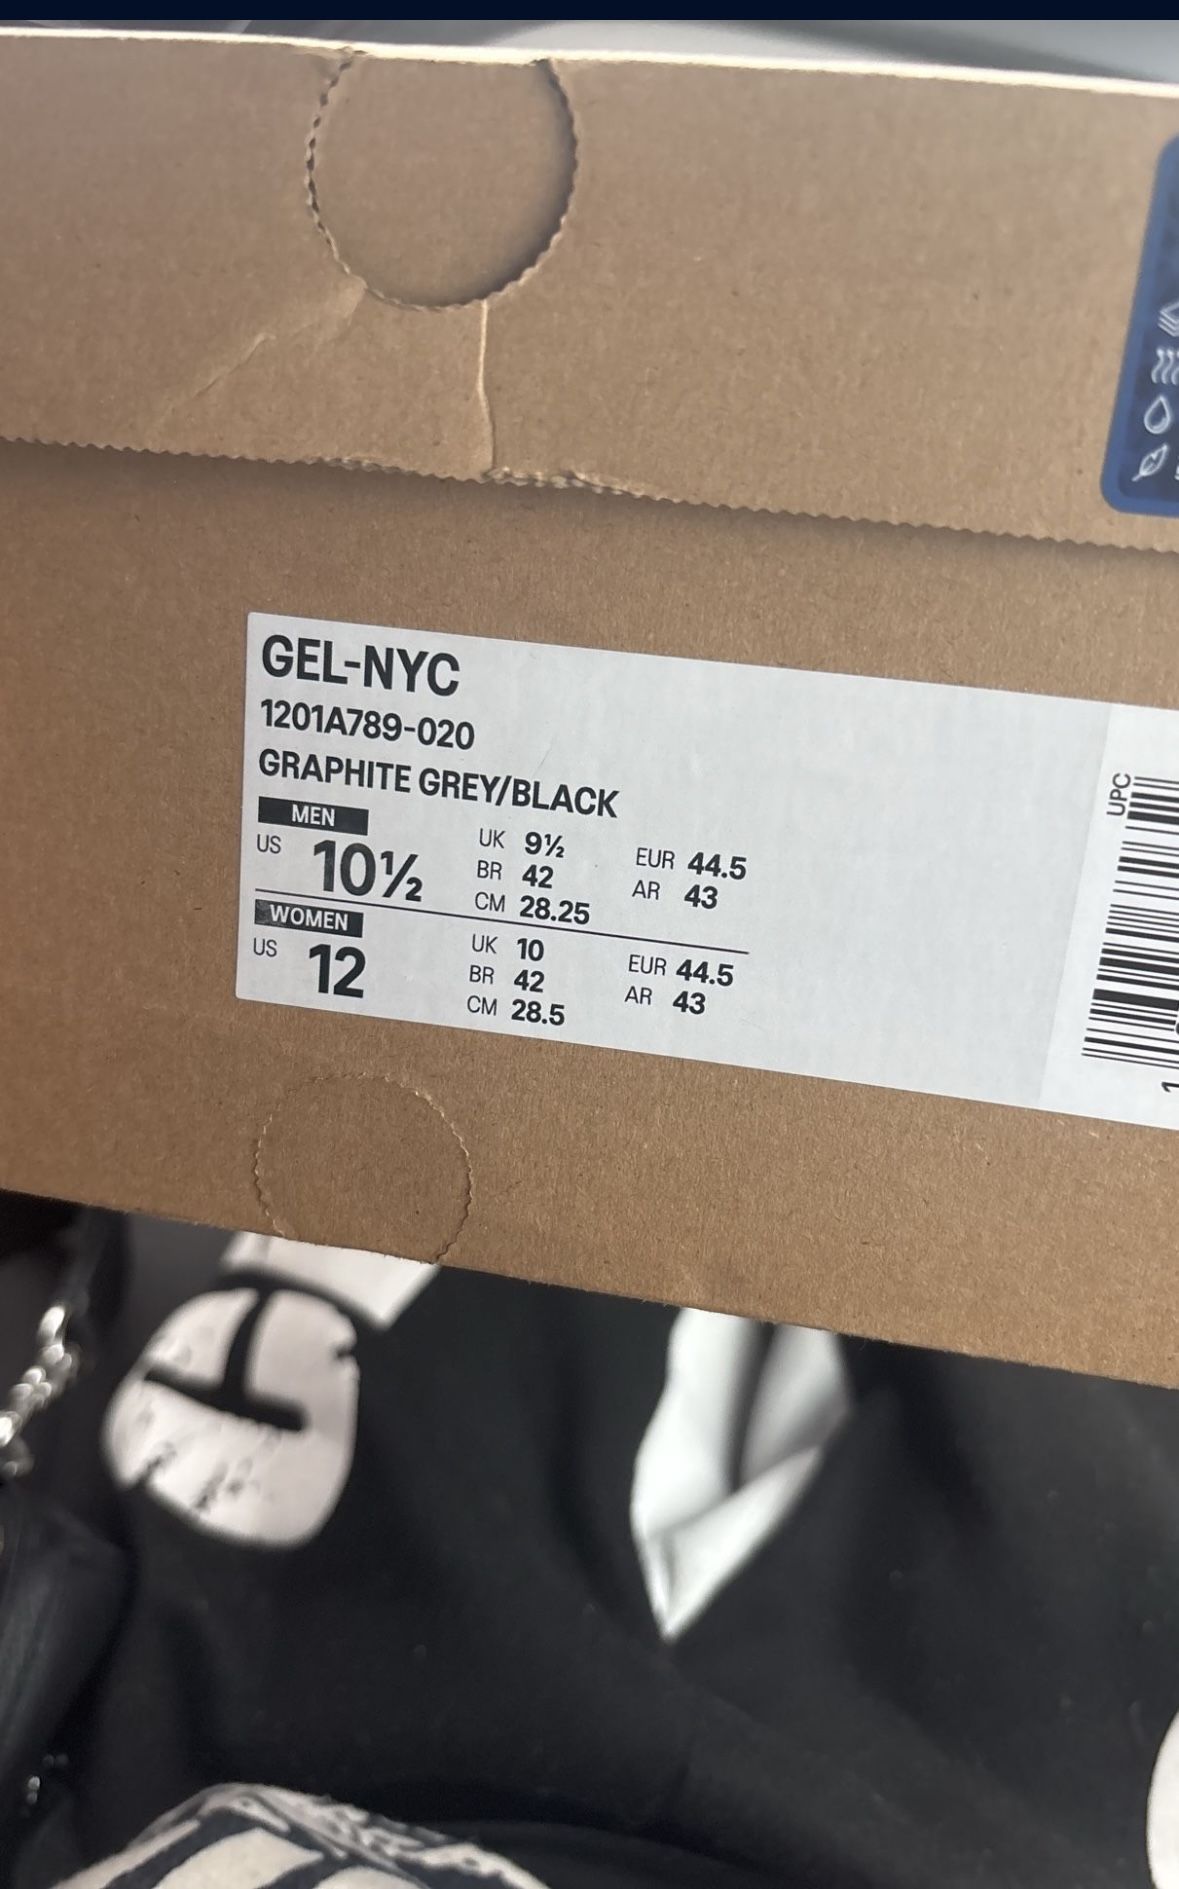 GEL-NYC
1201A789-020
GRAPHITE GREY/BLACK
MEN
US 10½
UK 9½
BR 42
CM 28.25
EUR 44.5
AR 43
WOMEN
US 12
UK 10
BR 42
CM 28.5
EUR 44.5
AR 43
UPC
1